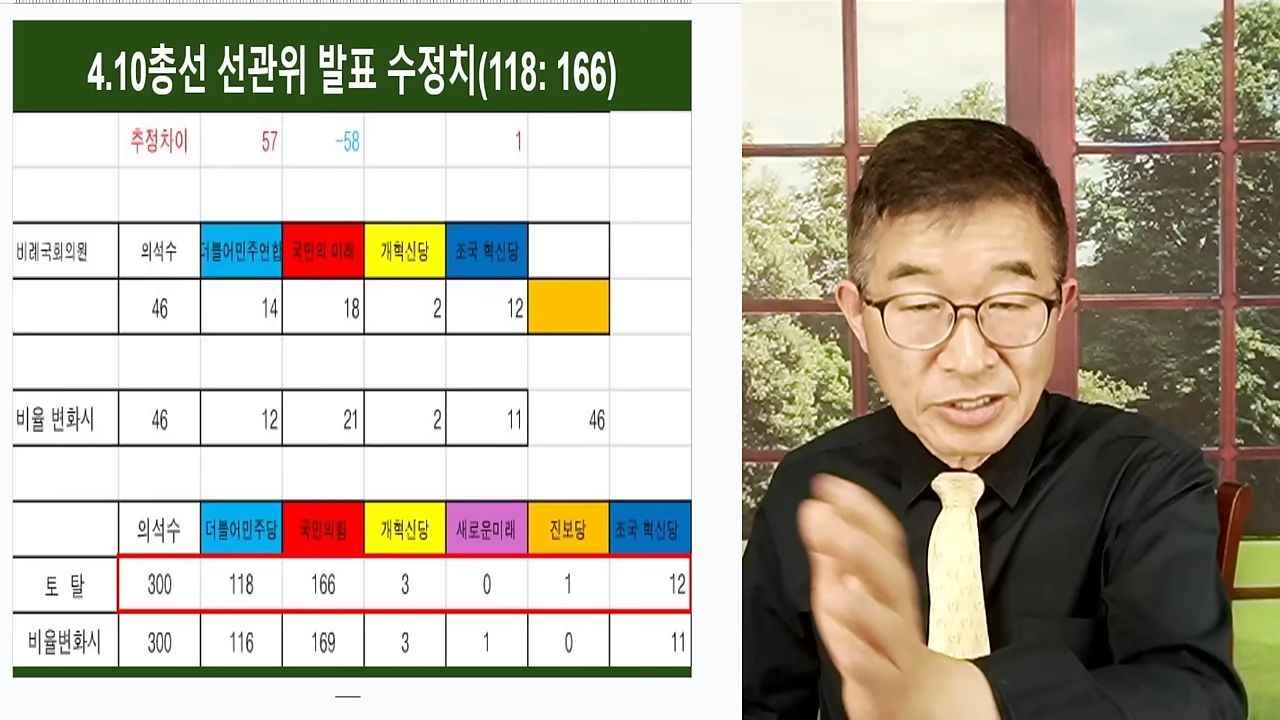 4.10총선 선관위 발표 수정치(118: 166)
추정차이 57 -58 1
비례국회의원 의석수 더불어민주연합 국민의 미래 개혁신당 조국 혁신당
46 14 18 2 12
비율 변화시 46 12 21 2 11 46
의석수 더불어민주당 국민의힘 개혁신당 새로운미래 진보당 조국 혁신당
토 탈 300 118 166 3 0 1 12
비율변화시 300 116 169 3 1 0 11